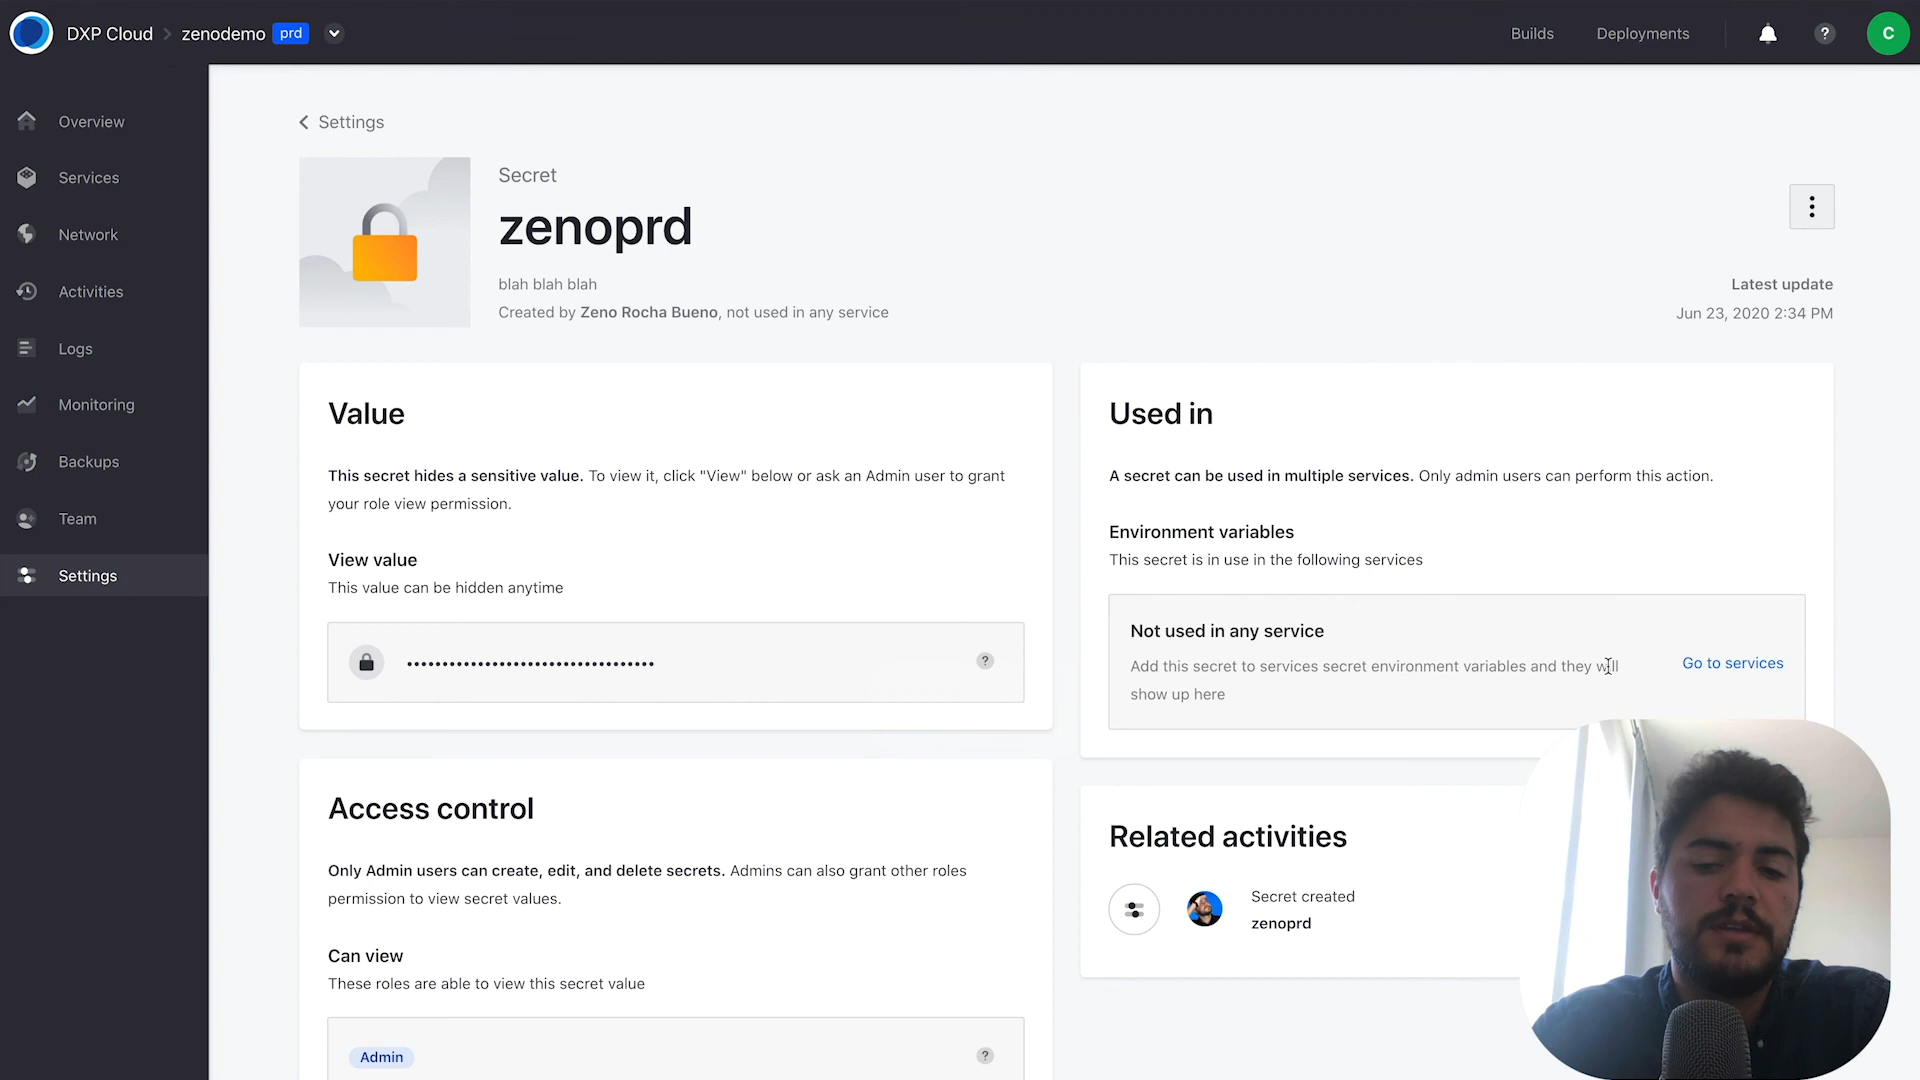 DXP Cloud
zenodemo
prd
Builds
Deployments
?
C
Overview
Services
Network
Activities
Logs
Monitoring
Backups
Team
Settings
Settings
Secret
zenoprd
blah blah blah
Created by Zeno Rocha Bueno, not used in any service
Latest update
Jun 23, 2020 2:34 PM
Value
This secret hides a sensitive value. To view it, click "View" below or ask an Admin user to grant
your role view permission.
View value
This value can be hidden anytime
•••••••••••••••••••••••••••••••••••
?
Access control
Only Admin users can create, edit, and delete secrets. Admins can also grant other roles
permission to view secret values.
Can view
These roles are able to view this secret value
Admin
?
Used in
A secret can be used in multiple services. Only admin users can perform this action.
Environment variables
This secret is in use in the following services
Not used in any service
Add this secret to services secret environment variables and they will
show up here
Go to services
Related activities
Secret created
zenoprd